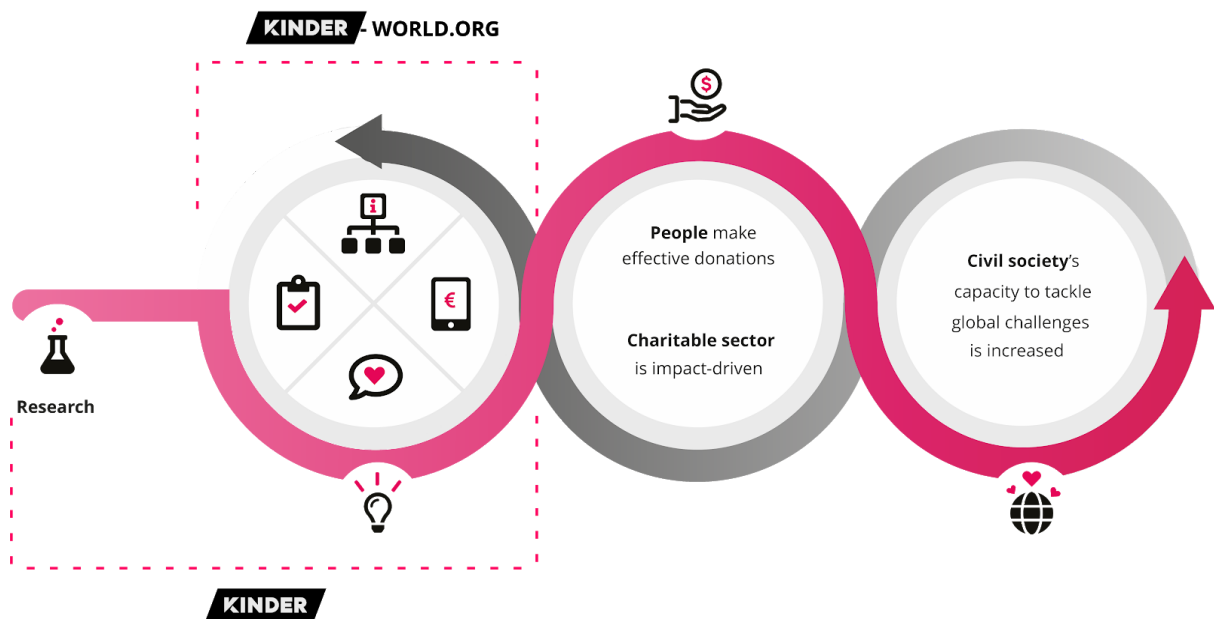 KINDER - WORLD.ORG
$
i
€
People make
effective donations
Charitable sector
is impact-driven
Civil society's
capacity to tackle
global challenges
is increased
Research
KINDER